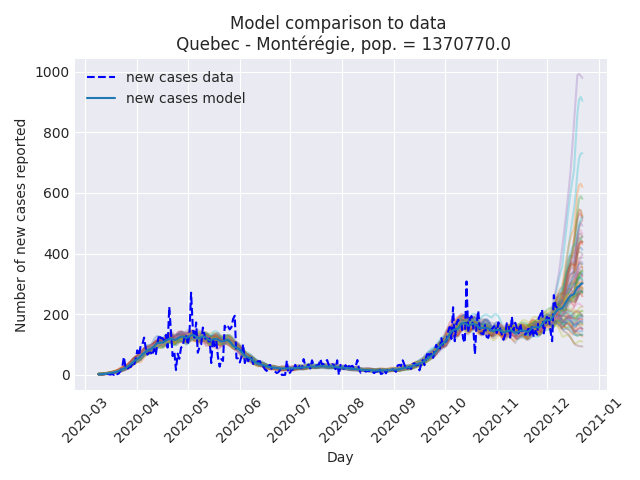 Model comparison to data
Quebec - Montérégie, pop. = 1370770.0
new cases data
new cases model
Number of new cases reported
1000
800
600
400
200
0
2020-03
2020-04
2020-05
2020-06
2020-07
2020-08
2020-09
2020-10
2020-11
2020-12
2021-01
Day